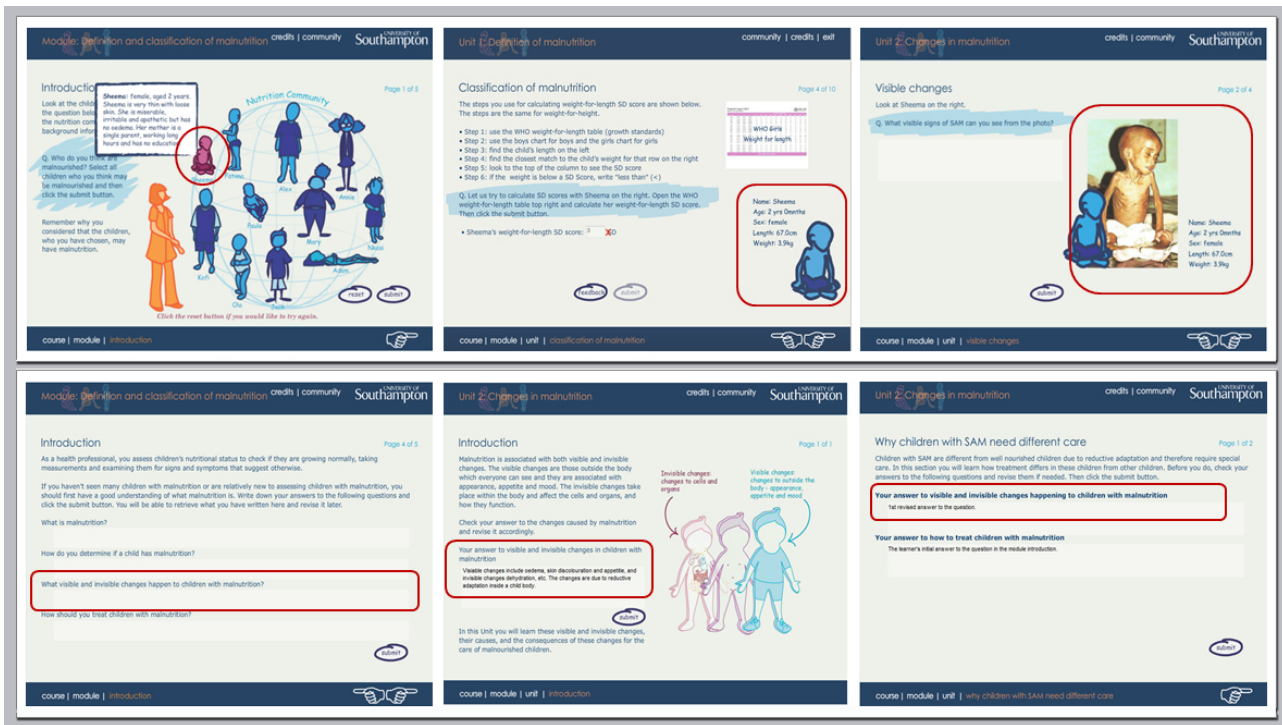 Module: Definition and classification of malnutrition
credits | community
UNIVERSITY OF
Southampton
Introduction
Page 1 of 5
Look at the
the question
the nutrition
background
Sheema: female, aged 2 years.
Sheema is very thin with loose
skin. She is miserable,
irritable and apathetic but has
no oedema. Her mother is a
single parent, working long
hours and has no education
Nutrition Community
Q. Who do you think are
malnourished? Select all
children who you think may
be malnourished and then
click the submit button.
Remember why you
considered that the children,
who you have chosen, may
have malnutrition.
Sheema
Fatima
Alex
Annie
Paula
Mary
Nkosi
Kofi
Adam
Ola
Jack
reset
submit
Click the reset button if you would like to try again.
course | module | introduction
Unit 1: Definition of malnutrition
community | credits | exit
Classification of malnutrition
Page 4 of 10
The steps you use for calculating weight-for-length SD score are shown below.
The steps are the same for weight-for-height.
• Step 1: use the WHO weight-for-length table (growth standards)
• Step 2: use the boys chart for boys and the girls chart for girls
• Step 3: find the child's length on the left
• Step 4: find the closest match to the child's weight for that row on the right
• Step 5: look to the top of the column to see the SD score
• Step 6: if the weight is below a SD Score, write "less than" (<)
WHO Girls
Weight for length
Q. Let us try to calculate SD scores with Sheema on the right. Open the WHO
weight-for-length table top right and calculate her weight-for-length SD score.
Then click the submit button.
• Sheema's weight-for-length SD score: 3 SD
Name: Sheema
Age: 2 yrs 0mnths
Sex: female
Length: 67.0cm
Weight: 3.9kg
feedback
submit
course | module | unit | classification of malnutrition
Unit 2: Changes in malnutrition
credits | community
UNIVERSITY OF
Southampton
Visible changes
Page 2 of 4
Look at Sheema on the right.
Q. What visible signs of SAM can you see from the photo?
Name: Sheema
Age: 2 yrs 0mnths
Sex: female
Length: 67.0cm
Weight: 3.9kg
submit
course | module | unit | visible changes
Module: Definition and classification of malnutrition
credits | community
UNIVERSITY OF
Southampton
Introduction
Page 4 of 5
As a health professional, you assess children's nutritional status to check if they are growing normally, taking
measurements and examining them for signs and symptoms that suggest otherwise.
If you haven't seen many children with malnutrition or are relatively new to assessing children with malnutrition, you
should first have a good understanding of what malnutrition is. Write down your answers to the following questions and
click the submit button. You will be able to retrieve what you have written here and revise it later.
What is malnutrition?
How do you determine if a child has malnutrition?
What visible and invisible changes happen to children with malnutrition?
How should you treat children with malnutrition?
submit
course | module | introduction
Unit 2: Changes in malnutrition
credits | community
UNIVERSITY OF
Southampton
Introduction
Page 1 of 1
Malnutrition is associated with both visible and invisible
changes. The visible changes are those outside the body
which everyone can see and they are associated with
appearance, appetite and mood. The invisible changes take
place within the body and affect the cells and organs, and
how they function.
Check your answer to the changes caused by malnutrition
and revise it accordingly.
Your answer to visible and invisible changes in children with
malnutrition
Visiable changes include oedema, skin discolouration and appetite, and
invisible changes dehydration, etc. The changes are due to reductive
adaptation inside a child body.
submit
In this Unit you will learn these visible and invisible changes,
their causes, and the consequences of these changes for the
care of malnourished children.
Invisible changes:
changes to cells and
organs
Visible changes:
changes to outside
the body - appearance,
appetite and mood
course | module | unit | introduction
Unit 2: Changes in malnutrition
credits | community
UNIVERSITY OF
Southampton
Why children with SAM need different care
Page 1 of 2
Children with SAM are different from well nourished children due to reductive adaptation and therefore require special
care. In this section you will learn how treatment differs in these children from other children. Before you do, check your
answers to the following questions and revise them if needed. Then click the submit button.
Your answer to visible and invisible changes happening to children with malnutrition
1st revised answer to the question.
Your answer to how to treat children with malnutrition
The learner's initial answer to the question in the module introduction.
submit
course | module | unit | why children with SAM need different care